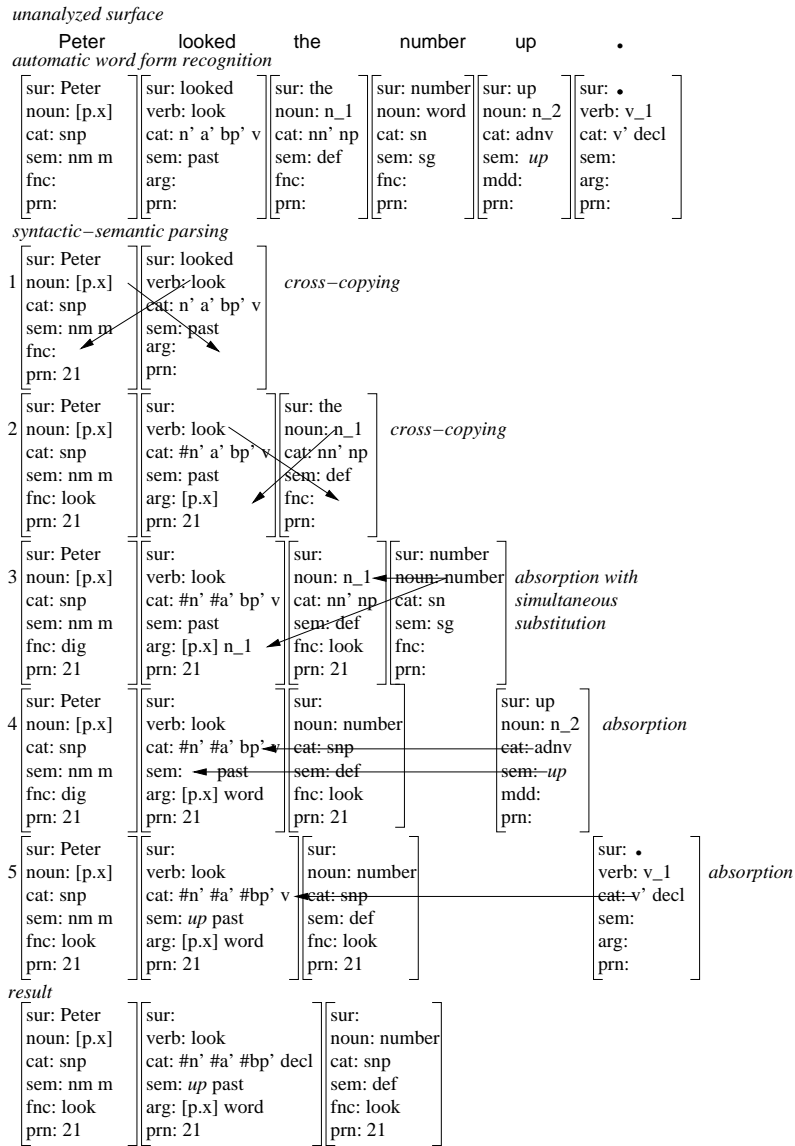 unanalyzed surface
Peter looked the number up .
automatic word form recognition
sur: Peter sur: looked sur: the sur: number sur: up sur: .
noun: [p.x] verb: look noun: n_1 noun: word noun: n_2 verb: v_1
cat: snp cat: n' a' bp' v cat: nn' np cat: sn cat: adnv cat: v' decl
sem: nm m sem: past sem: def sem: sg sem: up sem:
fnc: arg: fnc: fnc: mdd: arg:
prn: prn: prn: prn: prn: prn:
syntactic−semantic parsing
sur: Peter sur: looked
1 noun: [p.x] verb: look cross−copying
cat: snp cat: n' a' bp' v
sem: nm m sem: past
fnc: arg:
prn: 21 prn:
sur: Peter sur: sur: the
2 noun: [p.x] verb: look noun: n_1 cross−copying
cat: snp cat: #n' a' bp' v cat: nn' np
sem: nm m sem: past sem: def
fnc: look arg: [p.x] fnc:
prn: 21 prn: 21 prn:
sur: Peter sur: sur: sur: number
3 noun: [p.x] verb: look noun: n_1 noun: number absorption with
cat: snp cat: #n' #a' bp' v cat: nn' np cat: sn simultaneous
sem: nm m sem: past sem: def sem: sg substitution
fnc: dig arg: [p.x] n_1 fnc: look fnc:
prn: 21 prn: 21 prn: 21 prn:
sur: Peter sur: sur: sur: up
4 noun: [p.x] verb: look noun: number noun: n_2 absorption
cat: snp cat: #n' #a' bp' v cat: snp cat: adnv
sem: nm m sem: past sem: def sem: up
fnc: dig arg: [p.x] word fnc: look mdd:
prn: 21 prn: 21 prn: 21 prn:
sur: Peter sur: sur: sur: .
5 noun: [p.x] verb: look noun: number verb: v_1 absorption
cat: snp cat: #n' #a' #bp' v cat: snp cat: v' decl
sem: nm m sem: up past sem: def sem:
fnc: look arg: [p.x] word fnc: look arg:
prn: 21 prn: 21 prn: 21 prn:
result
sur: Peter sur: sur:
noun: [p.x] verb: look noun: number
cat: snp cat: #n' #a' #bp' decl cat: snp
sem: nm m sem: up past sem: def
fnc: look arg: [p.x] word fnc: look
prn: 21 prn: 21 prn: 21